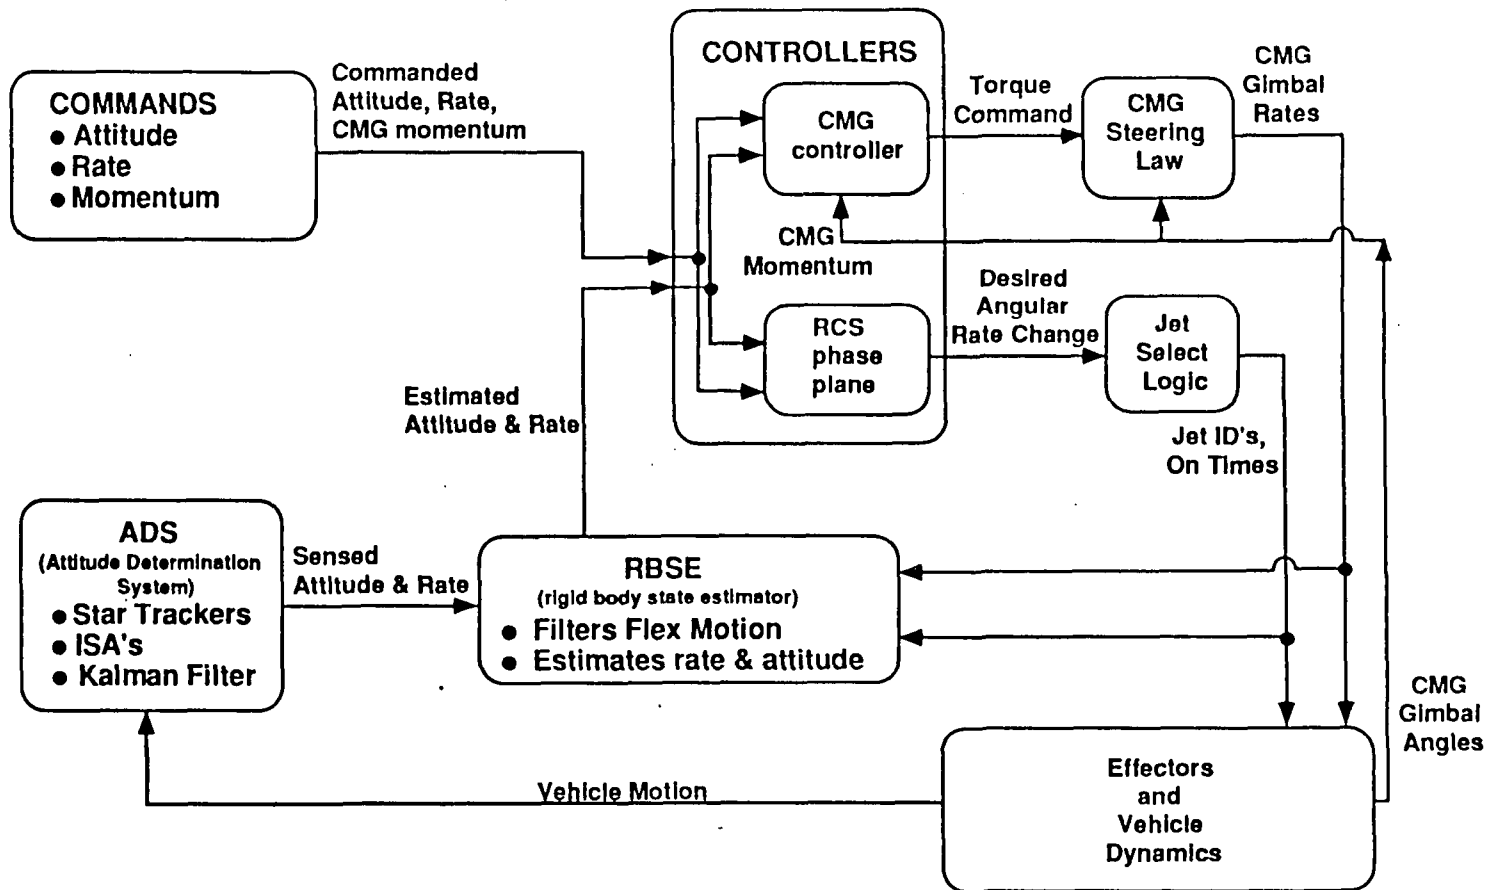 COMMANDS
● Attitude
● Rate
● Momentum
Commanded
Attitude, Rate,
CMG momentum
CONTROLLERS
CMG
controller
Torque
Command
CMG
Steering
Law
CMG
Gimbal
Rates
CMG
Momentum
RCS
phase
plane
Desired
Angular
Rate Change
Jet
Select
Logic
Jet ID's,
On Times
Estimated
Attitude & Rate
ADS
(Attitude Determination
System)
● Star Trackers
● ISA's
● Kalman Filter
Sensed
Attitude & Rate
RBSE
(rigid body state estimator)
● Filters Flex Motion
● Estimates rate & attitude
CMG
Gimbal
Angles
Vehicle Motion
Effectors
and
Vehicle
Dynamics